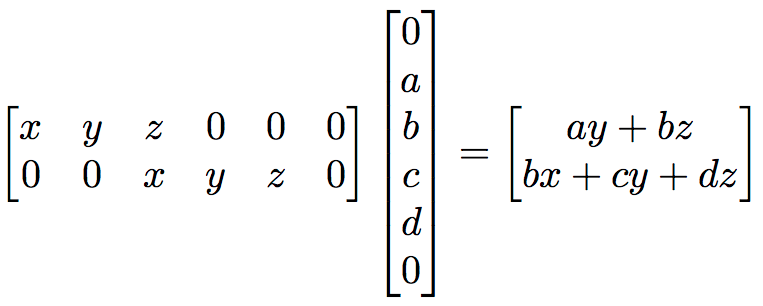 0
a
x y z 0 0 0 b ay + bz
0 0 x y z 0 c = bx + cy + dz
d
0